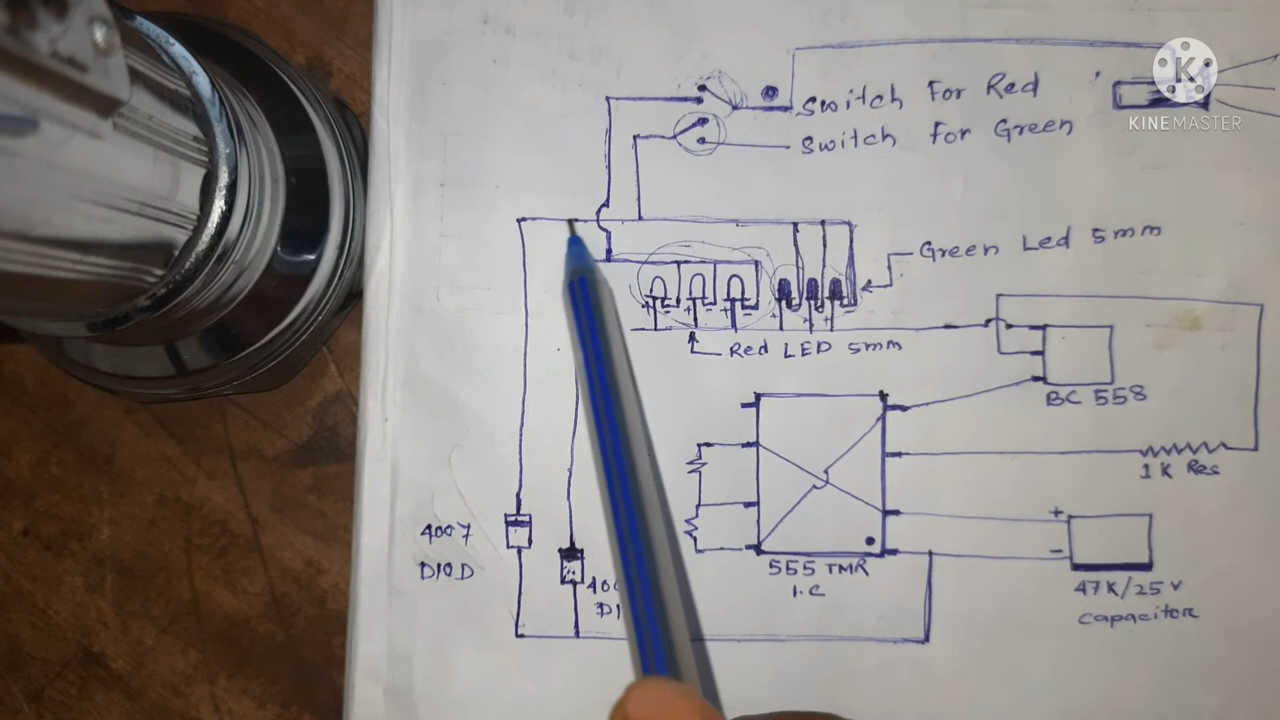 Switch For Red
Switch for Green
K
KINEMASTER
Green Led 5mm
Red LED 5mm
BC 558
1K Res
4007
DIOD
555 TMR
I.C
47K/25V
Capacitor